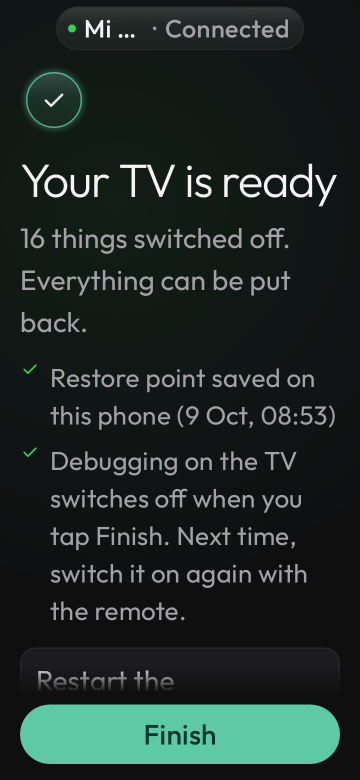 Mi ... · Connected
Your TV is ready
16 things switched off.
Everything can be put
back.
Restore point saved on
this phone (9 Oct, 08:53)
Debugging on the TV
switches off when you
tap Finish. Next time,
switch it on again with
the remote.
Restart the
Finish